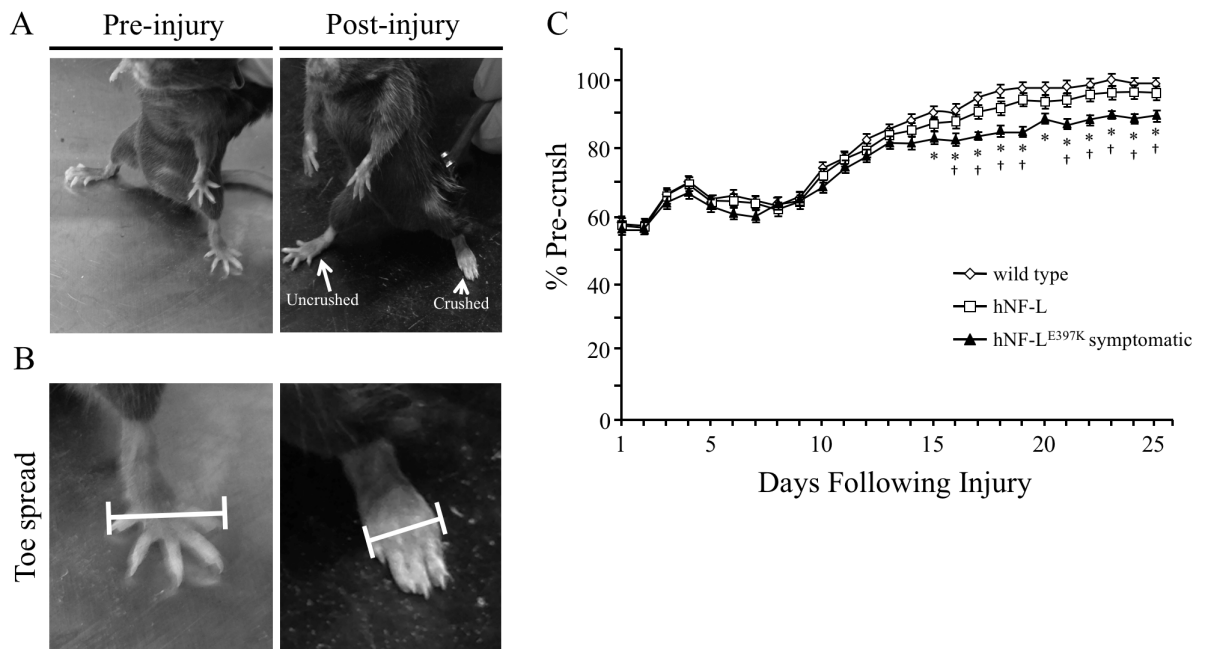 A
Pre-injury
Post-injury
Uncrushed
Crushed
B
Toe spread
C
% Pre-crush
100
80
60
40
20
0
wild type
hNF-L
hNF-L^E397K symptomatic
* * * * * * * * * * *
† † † † † † † † †
1 5 10 15 20 25
Days Following Injury